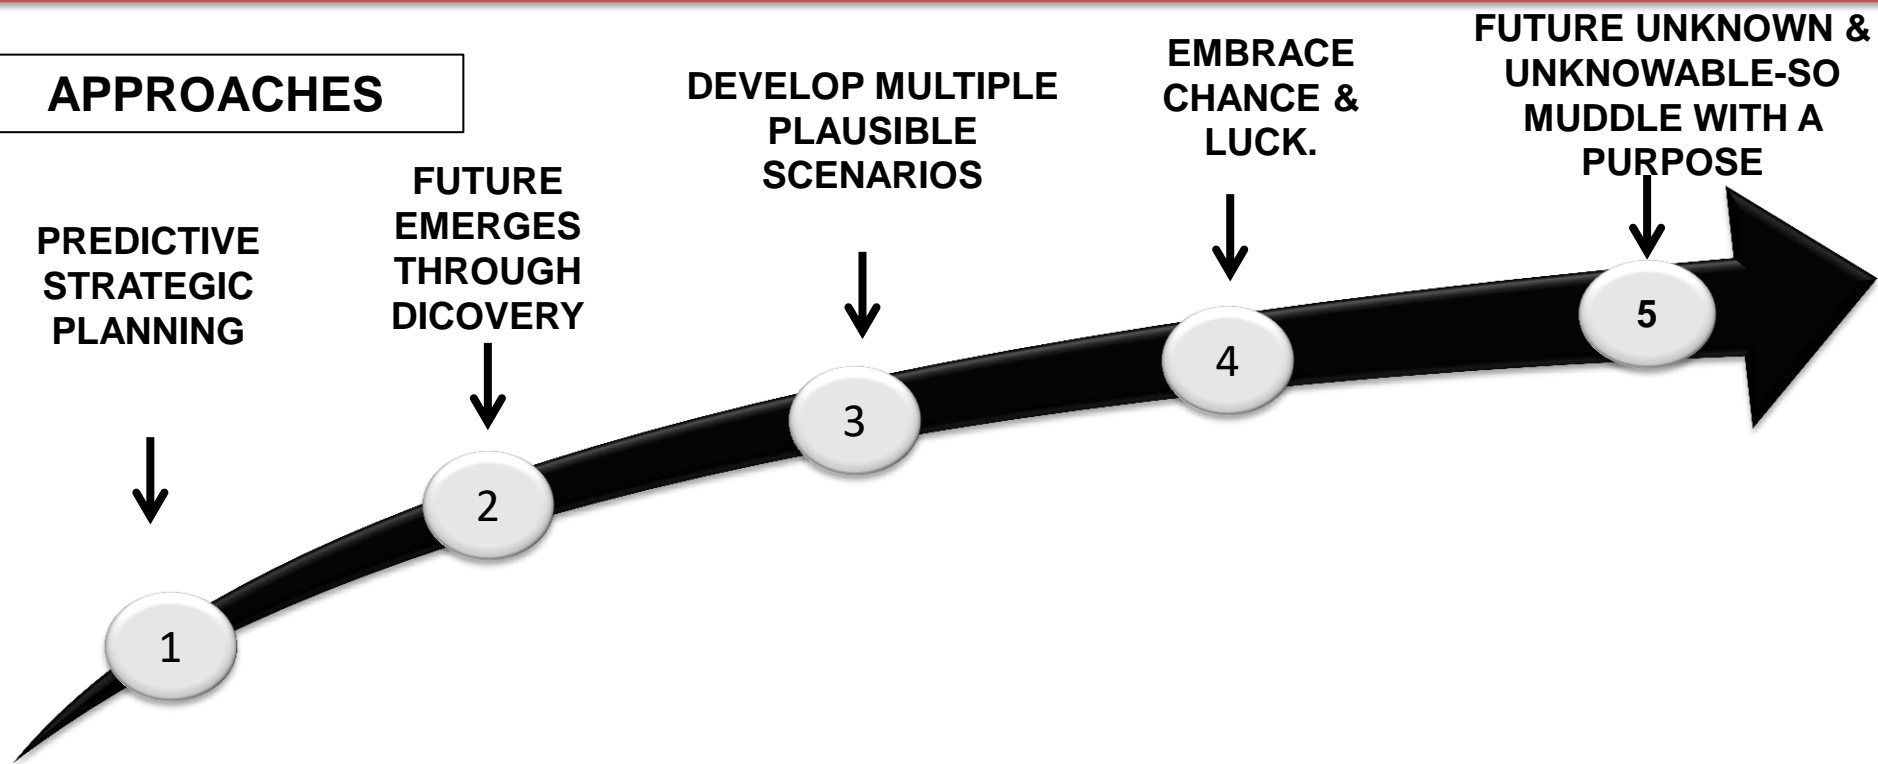 APPROACHES
PREDICTIVE
STRATEGIC
PLANNING
FUTURE
EMERGES
THROUGH
DICOVERY
DEVELOP MULTIPLE
PLAUSIBLE
SCENARIOS
EMBRACE
CHANCE &
LUCK.
FUTURE UNKNOWN &
UNKNOWABLE-SO
MUDDLE WITH A
PURPOSE
1
2
3
4
5